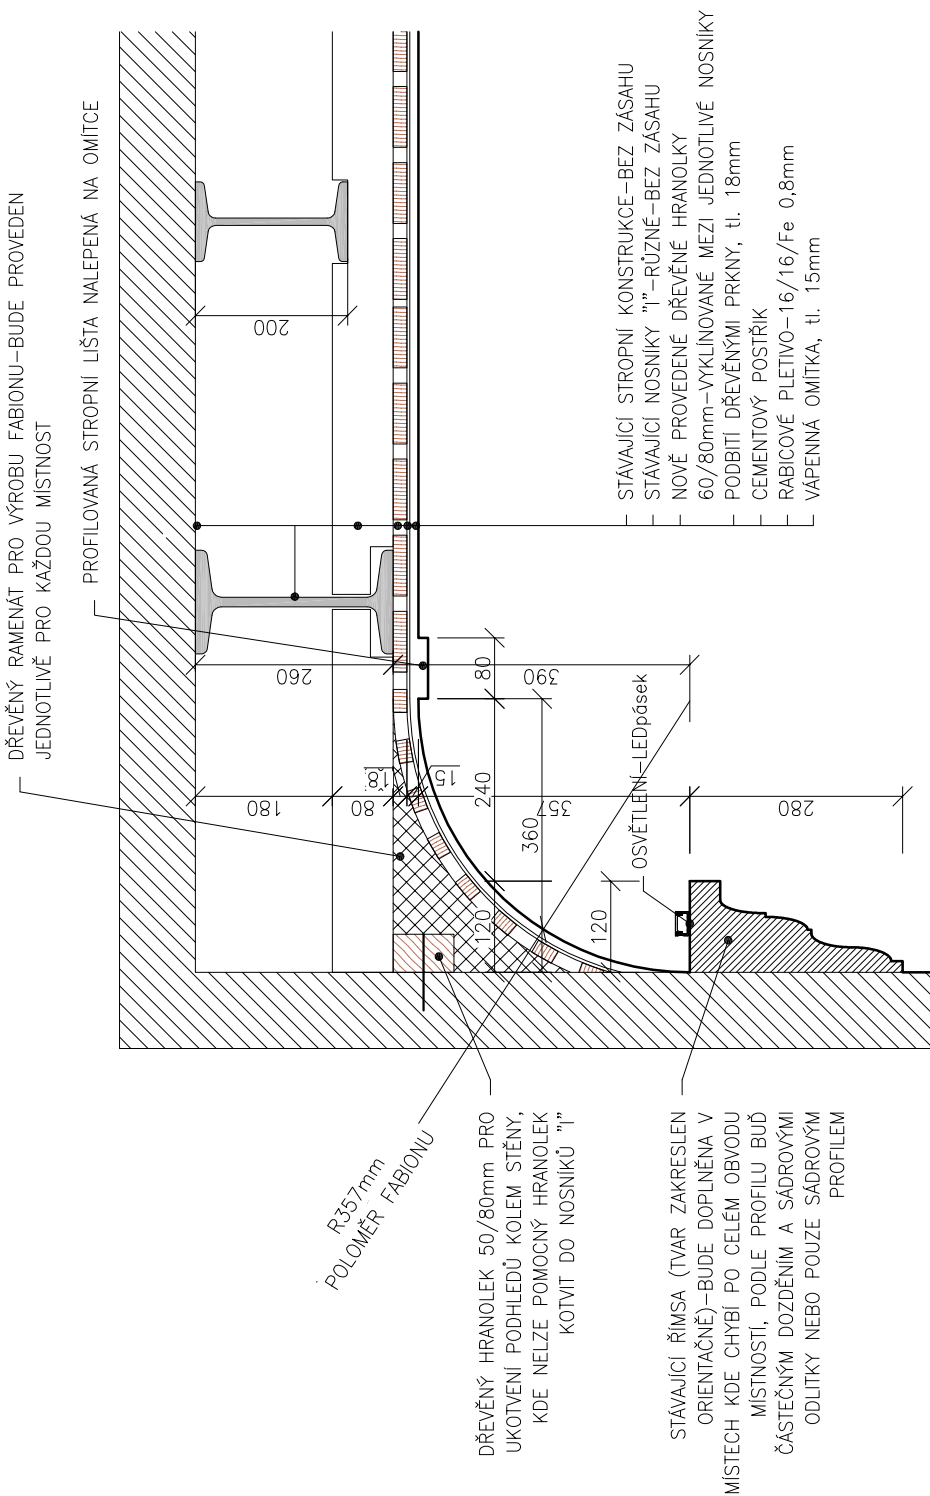 DŘEVĚNÝ RAMENÁT PRO VÝROBU FABIONU-BUDE PROVEDEN
JEDNOTLIVĚ PRO KAŽDOU MÍSTNOST
PROFILOVANÁ STROPNÍ LIŠTA NALEPENÁ NA OMÍTCE
200
260
180
80
18
15
80
390
240
357
360
280
120
120
OSVĚTLENÍ-LEDpásek
STÁVAJÍCÍ STROPNÍ KONSTRUKCE-BEZ ZÁSAHU
STÁVAJÍCÍ NOSNÍKY "I"-RŮZNÉ-BEZ ZÁSAHU
NOVĚ PROVEDENÉ DŘEVĚNÉ HRANOLKY
60/80mm-VYKLÍNOVANÉ MEZI JEDNOTLIVÉ NOSNÍKY
PODBITÍ DŘEVĚNÝMI PRKNY, tl. 18mm
CEMENTOVÝ POSTŘIK
RABICOVÉ PLETIVO-16/16/Fe 0,8mm
VÁPENNÁ OMÍTKA, tl. 15mm
R357mm
POLOMĚR FABIONU
DŘEVĚNÝ HRANOLEK 50/80mm PRO
UKOTVENÍ PODHLEDŮ KOLEM STĚNY,
KDE NELZE POMOCNÝ HRANOLEK
KOTVIT DO NOSNÍKŮ "I"
STÁVAJÍCÍ ŘÍMSA (TVAR ZAKRESLEN
ORIENTAČNĚ)-BUDE DOPLNĚNA V
MÍSTECH KDE CHYBÍ PO CELÉM OBVODU
MÍSTNOSTÍ, PODLE PROFILU BUĎ
ČÁSTEČNÝM DOZDĚNÍM A SÁDROVÝMI
ODLITKY NEBO POUZE SÁDROVÝM
PROFILEM